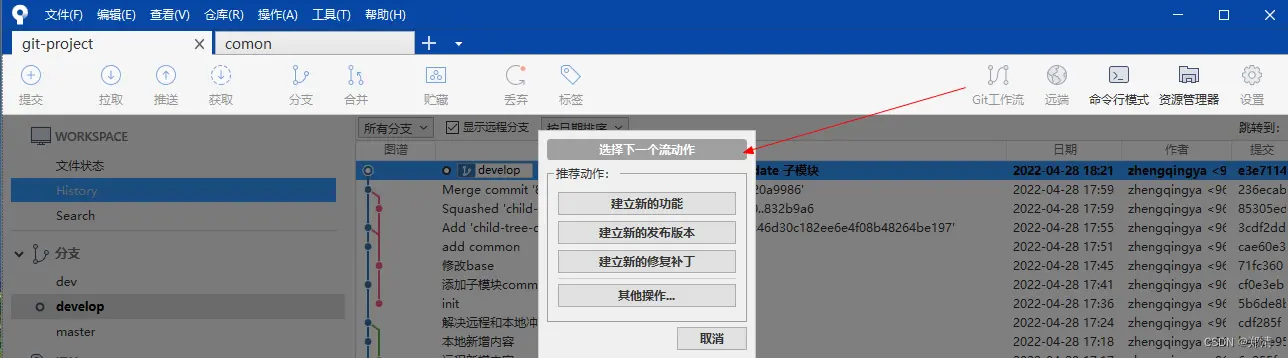 文件(F) 编辑(E) 查看(V) 仓库(R) 操作(A) 工具(T) 帮助(H)
git-project comon
提交 拉取 推送 获取 分支 合并 贮藏 丢弃 标签 Git工作流 远端 命令行模式 资源管理器 设置
WORKSPACE
文件状态
History
Search
分支
dev
develop
master
所有分支 显示远程分支 按日期排序 跳转到:
图谱 日期 作者 提交
develop date 子模块 2022-04-28 18:21 zhengqingya <96 e3e7114
Merge commit '8 20a9986' 2022-04-28 17:59 zhengqingya <96 236ecab
Squashed 'child- 0..832b9a6 2022-04-28 17:59 zhengqingya <96 85305ed
Add 'child-tree-c 46d30c182ee6e4f08b48264be197' 2022-04-28 17:55 zhengqingya <96 3cdf2dd
add common 2022-04-28 17:51 zhengqingya <96 cae60e3
修改base 2022-04-28 17:45 zhengqingya <96 71fc360
添加子模块comm 2022-04-28 17:41 zhengqingya <96 cf0e3eb
init 2022-04-28 17:36 zhengqingya <96 5b6de8b
解决远程和本地冲 2022-04-28 17:24 zhengqingya <96 cdf285f
本地新增内容 2022-04-28 17:18 zhengqingya
选择下一个流动作
推荐动作:
建立新的功能
建立新的发布版本
建立新的修复补丁
其他操作...
取消